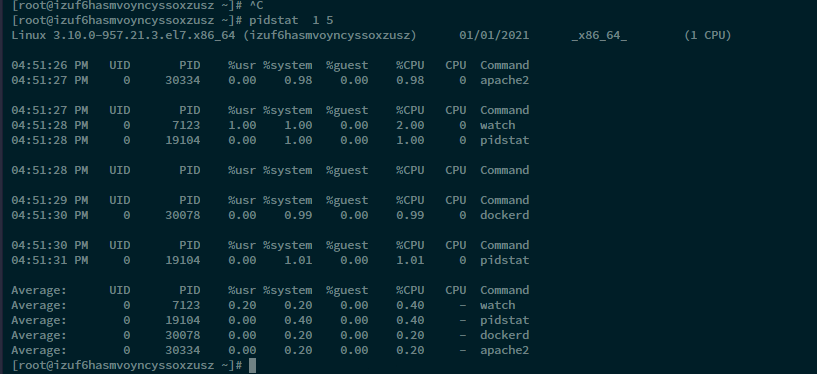 [root@izuf6hasmvoyncyssoxzusz ~]# ^C
[root@izuf6hasmvoyncyssoxzusz ~]# pidstat  1 5
Linux 3.10.0-957.21.3.el7.x86_64 (izuf6hasmvoyncyssoxzusz)      01/01/2021      _x86_64_        (1 CPU)
04:51:26 PM   UID       PID    %usr %system  %guest    %CPU   CPU  Command
04:51:27 PM     0     30334    0.00    0.98    0.00    0.98     0  apache2
04:51:27 PM   UID       PID    %usr %system  %guest    %CPU   CPU  Command
04:51:28 PM     0      7123    1.00    1.00    0.00    2.00     0  watch
04:51:28 PM     0     19104    0.00    1.00    0.00    1.00     0  pidstat
04:51:28 PM   UID       PID    %usr %system  %guest    %CPU   CPU  Command
04:51:29 PM   UID       PID    %usr %system  %guest    %CPU   CPU  Command
04:51:30 PM     0     30078    0.00    0.99    0.00    0.99     0  dockerd
04:51:30 PM   UID       PID    %usr %system  %guest    %CPU   CPU  Command
04:51:31 PM     0     19104    0.00    1.01    0.00    1.01     0  pidstat
Average:      UID       PID    %usr %system  %guest    %CPU   CPU  Command
Average:        0      7123    0.20    0.20    0.00    0.40     -  watch
Average:        0     19104    0.00    0.40    0.00    0.40     -  pidstat
Average:        0     30078    0.00    0.20    0.00    0.20     -  dockerd
Average:        0     30334    0.00    0.20    0.00    0.20     -  apache2
[root@izuf6hasmvoyncyssoxzusz ~]#